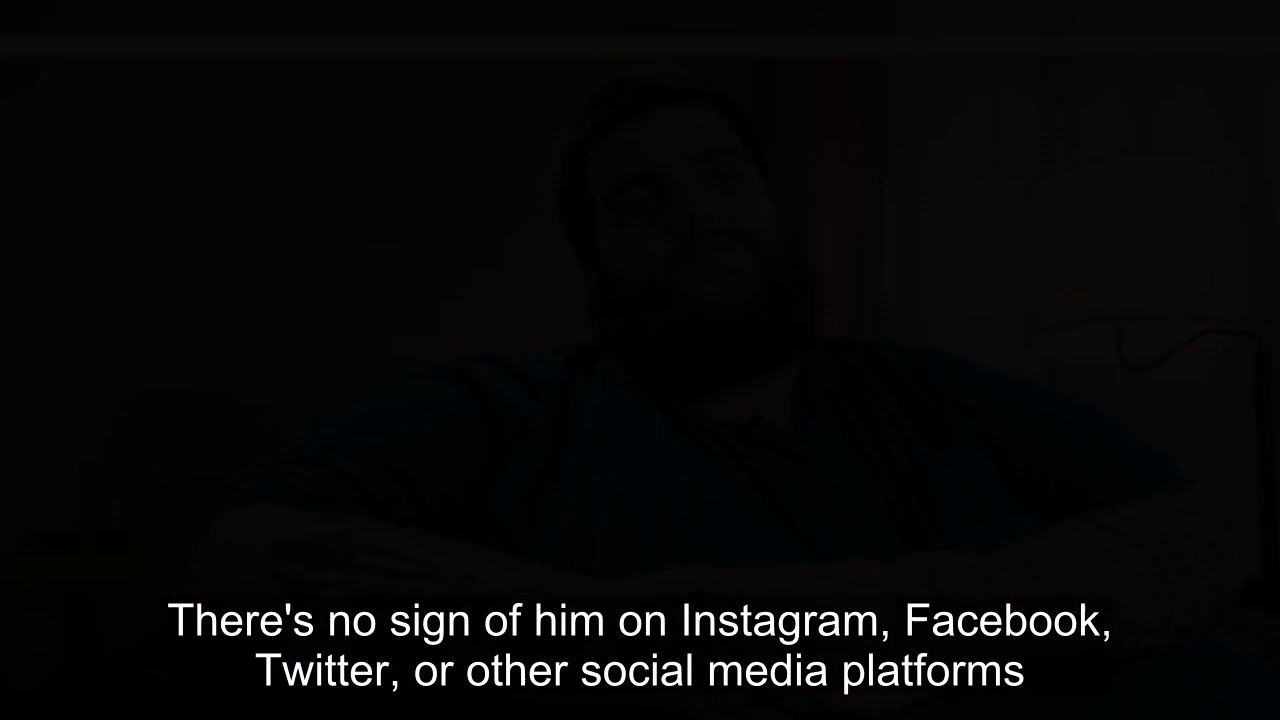 There's no sign of him on Instagram, Facebook,
Twitter, or other social media platforms